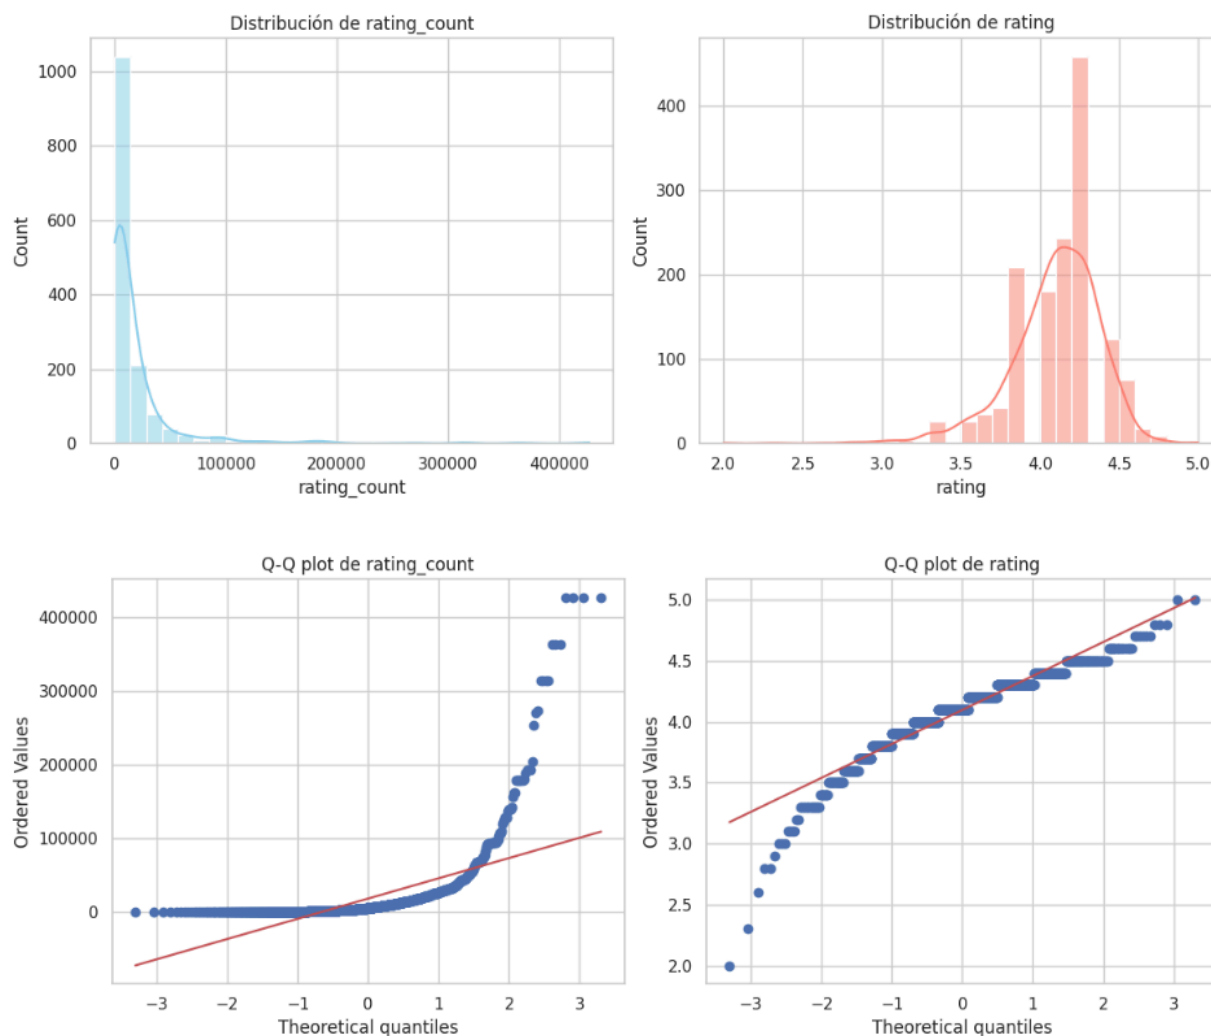 Distribución de rating_count
Distribución de rating
Count
1000
800
600
400
200
0
0 100000 200000 300000 400000
rating_count
Count
400
300
200
100
0
2.0 2.5 3.0 3.5 4.0 4.5 5.0
rating
Q-Q plot de rating_count
Q-Q plot de rating
Ordered Values
400000
300000
200000
100000
0
−3 −2 −1 0 1 2 3
Theoretical quantiles
Ordered Values
5.0
4.5
4.0
3.5
3.0
2.5
2.0
−3 −2 −1 0 1 2 3
Theoretical quantiles